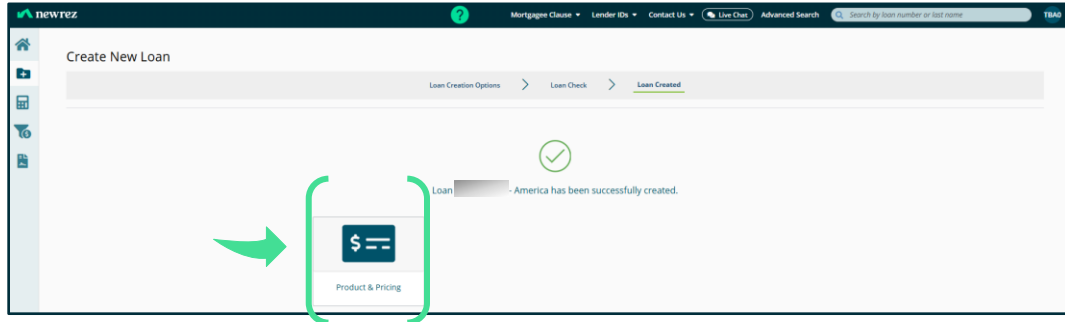 newrez
? Mortgagee Clause Lender IDs Contact Us Live Chat Advanced Search Search by loan number or last name TBA0
Create New Loan
Loan Creation Options > Loan Check > Loan Created
Loan - America has been successfully created.
$
Product & Pricing